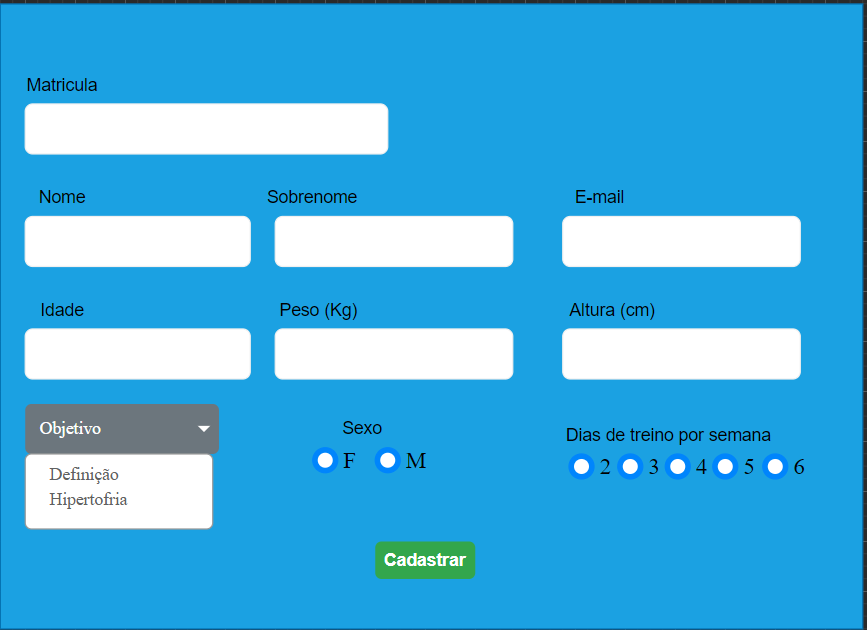 Matricula
Nome Sobrenome E-mail
Idade Peso (Kg) Altura (cm)
Objetivo
Definição
Hipertofria
Sexo
F M
Dias de treino por semana
2 3 4 5 6
Cadastrar